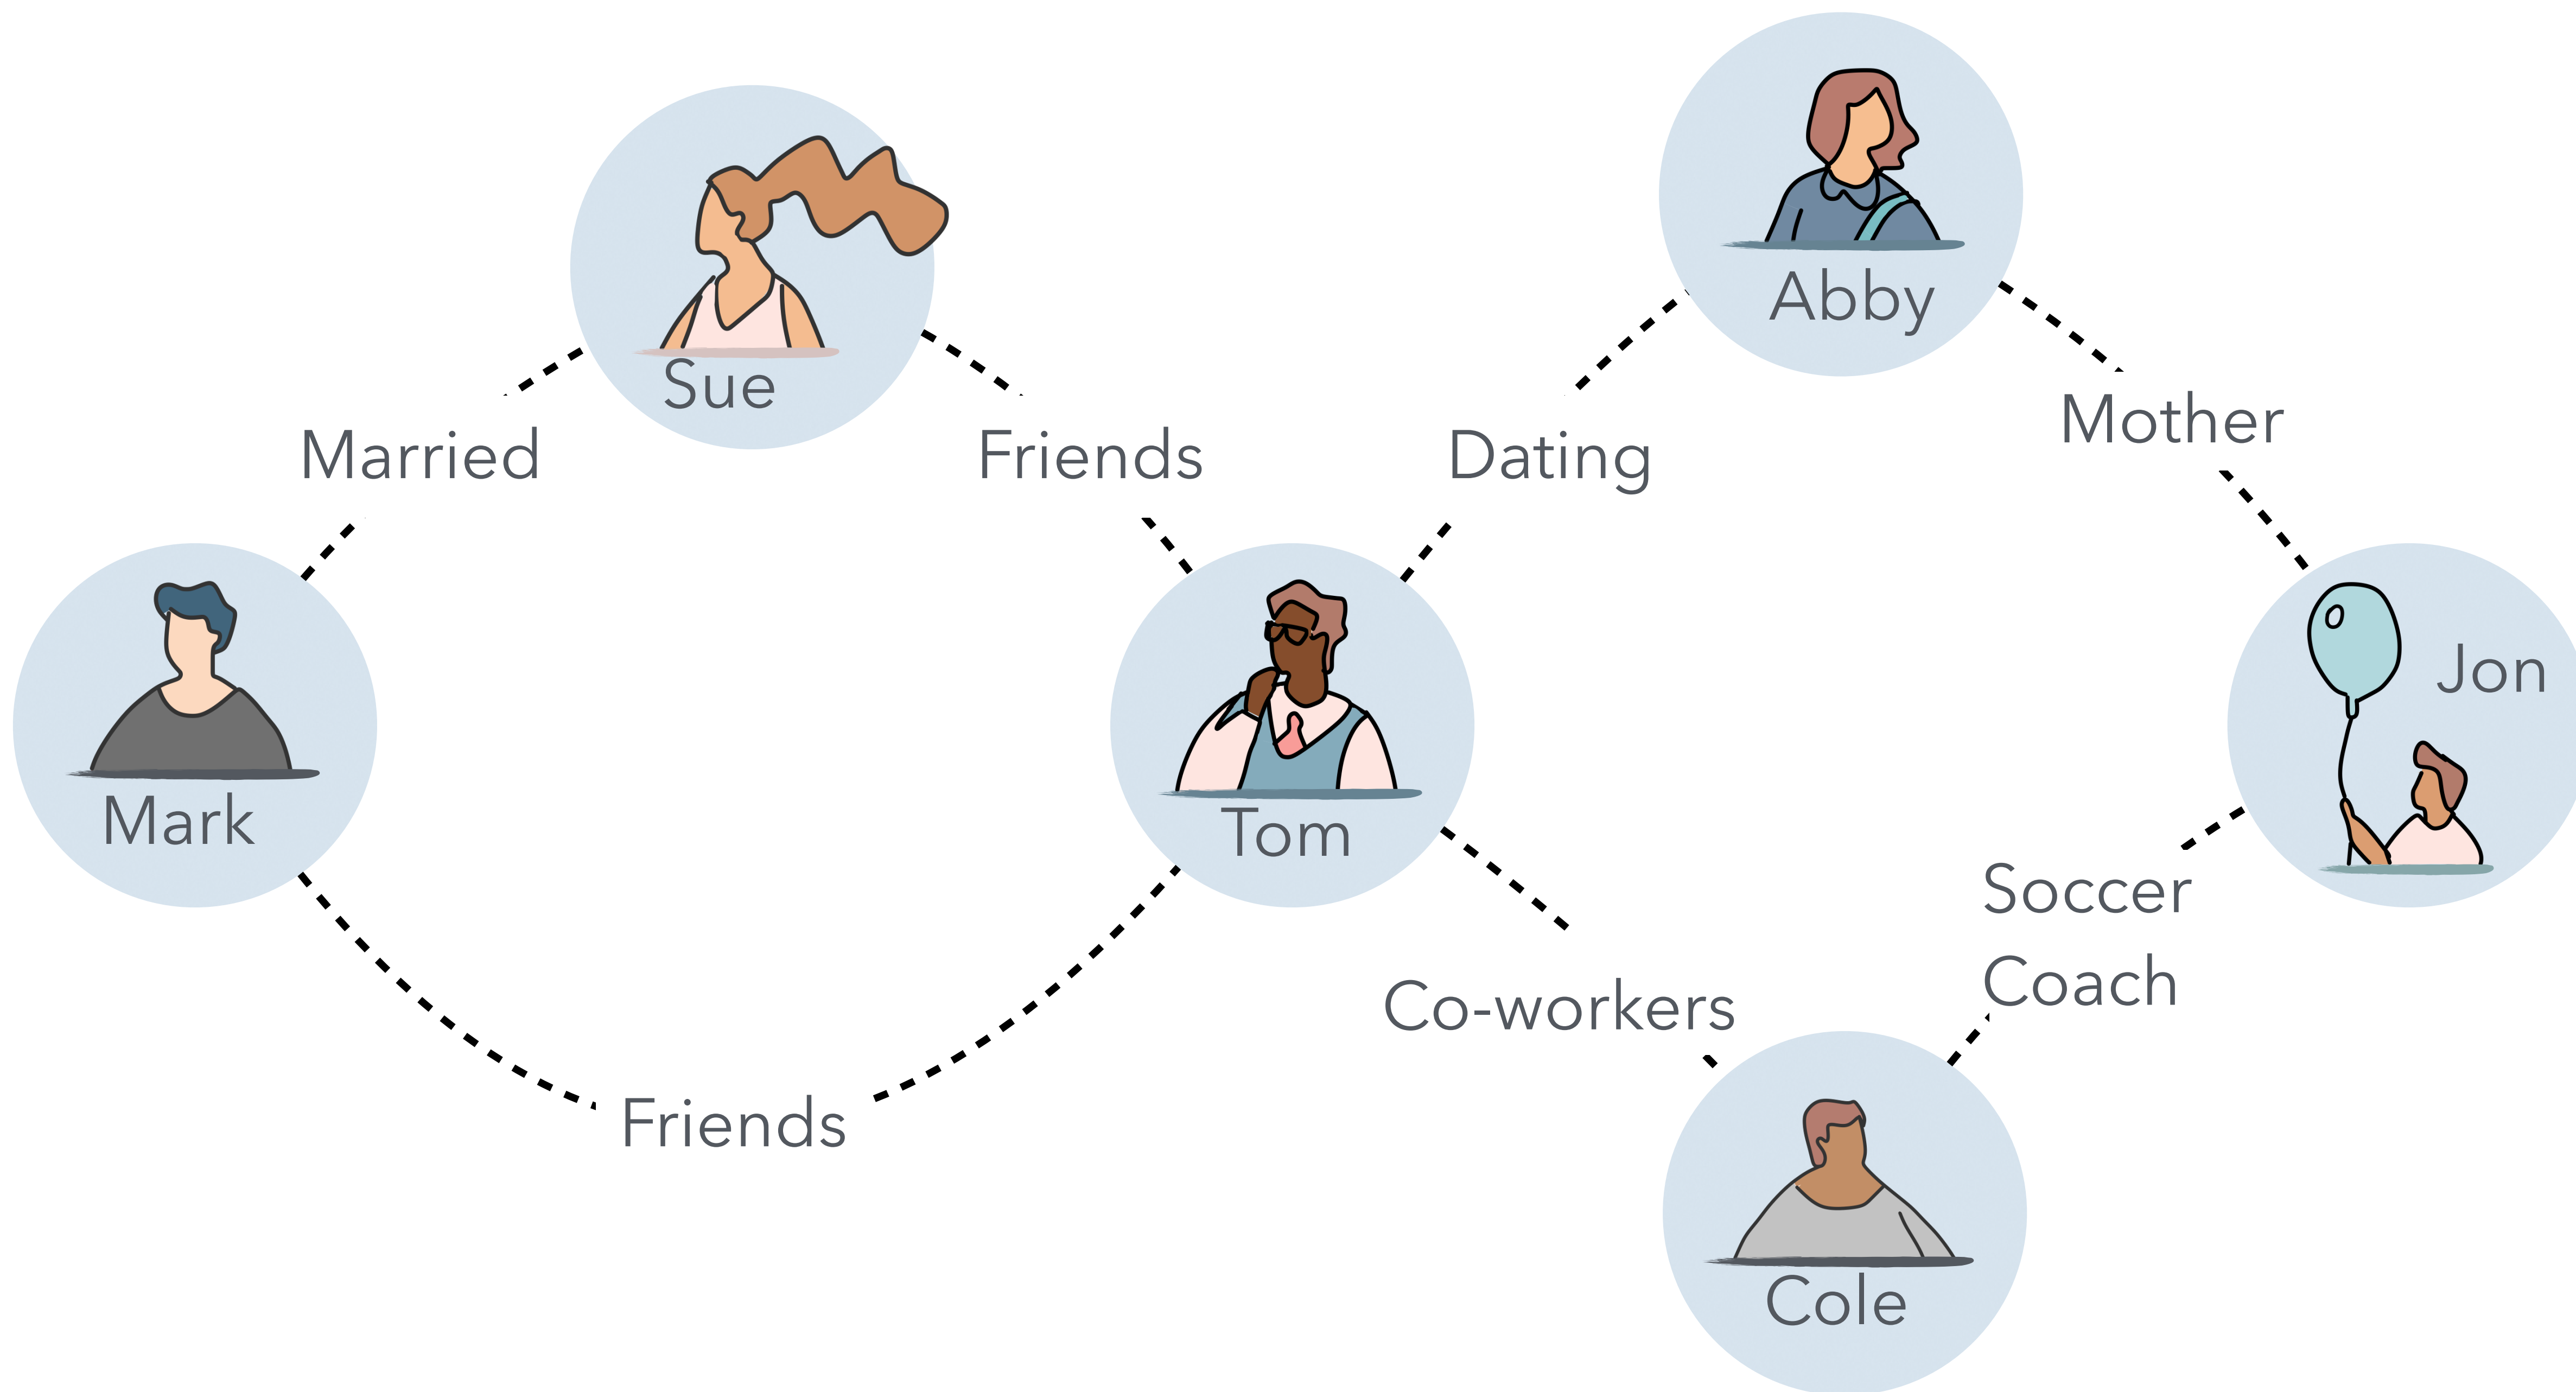 Abby
Sue
Mother
Married
Friends
Dating
Jon
Mark
Tom
Soccer
Coach
Co-workers
Friends
Cole